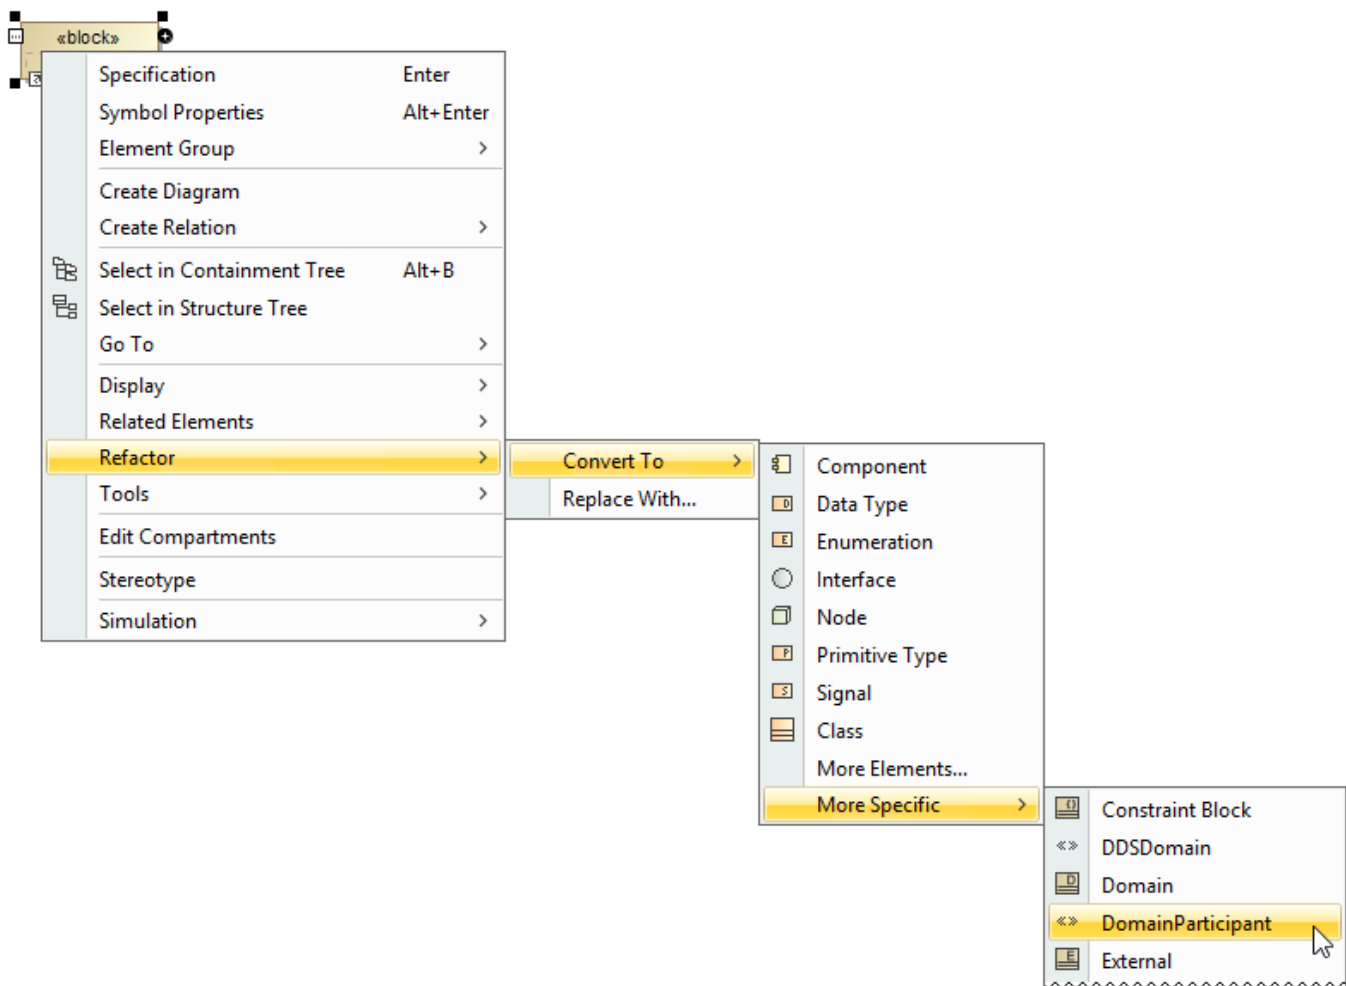 «block»
Specification Enter
Symbol Properties Alt+Enter
Element Group
Create Diagram
Create Relation
Select in Containment Tree Alt+B
Select in Structure Tree
Go To
Display
Related Elements
Refactor
Tools
Edit Compartments
Stereotype
Simulation
Convert To
Replace With...
Component
D Data Type
E Enumeration
Interface
Node
P Primitive Type
S Signal
Class
More Elements...
More Specific
{} Constraint Block
«» DDSDomain
D Domain
«» DomainParticipant
E External